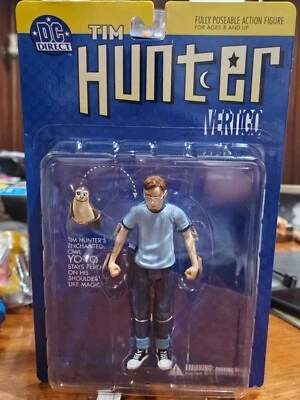 DC
DIRECT
FULLY POSEABLE ACTION FIGURE
FOR AGES 8 AND UP
TIM
HUNTER
VERTIGO
TIM HUNTER'S
ENCHANTED
OWL
YO-YO
STAYS PERCHED
ON HIS
SHOULDER
LIKE MAGIC!
WARNING: